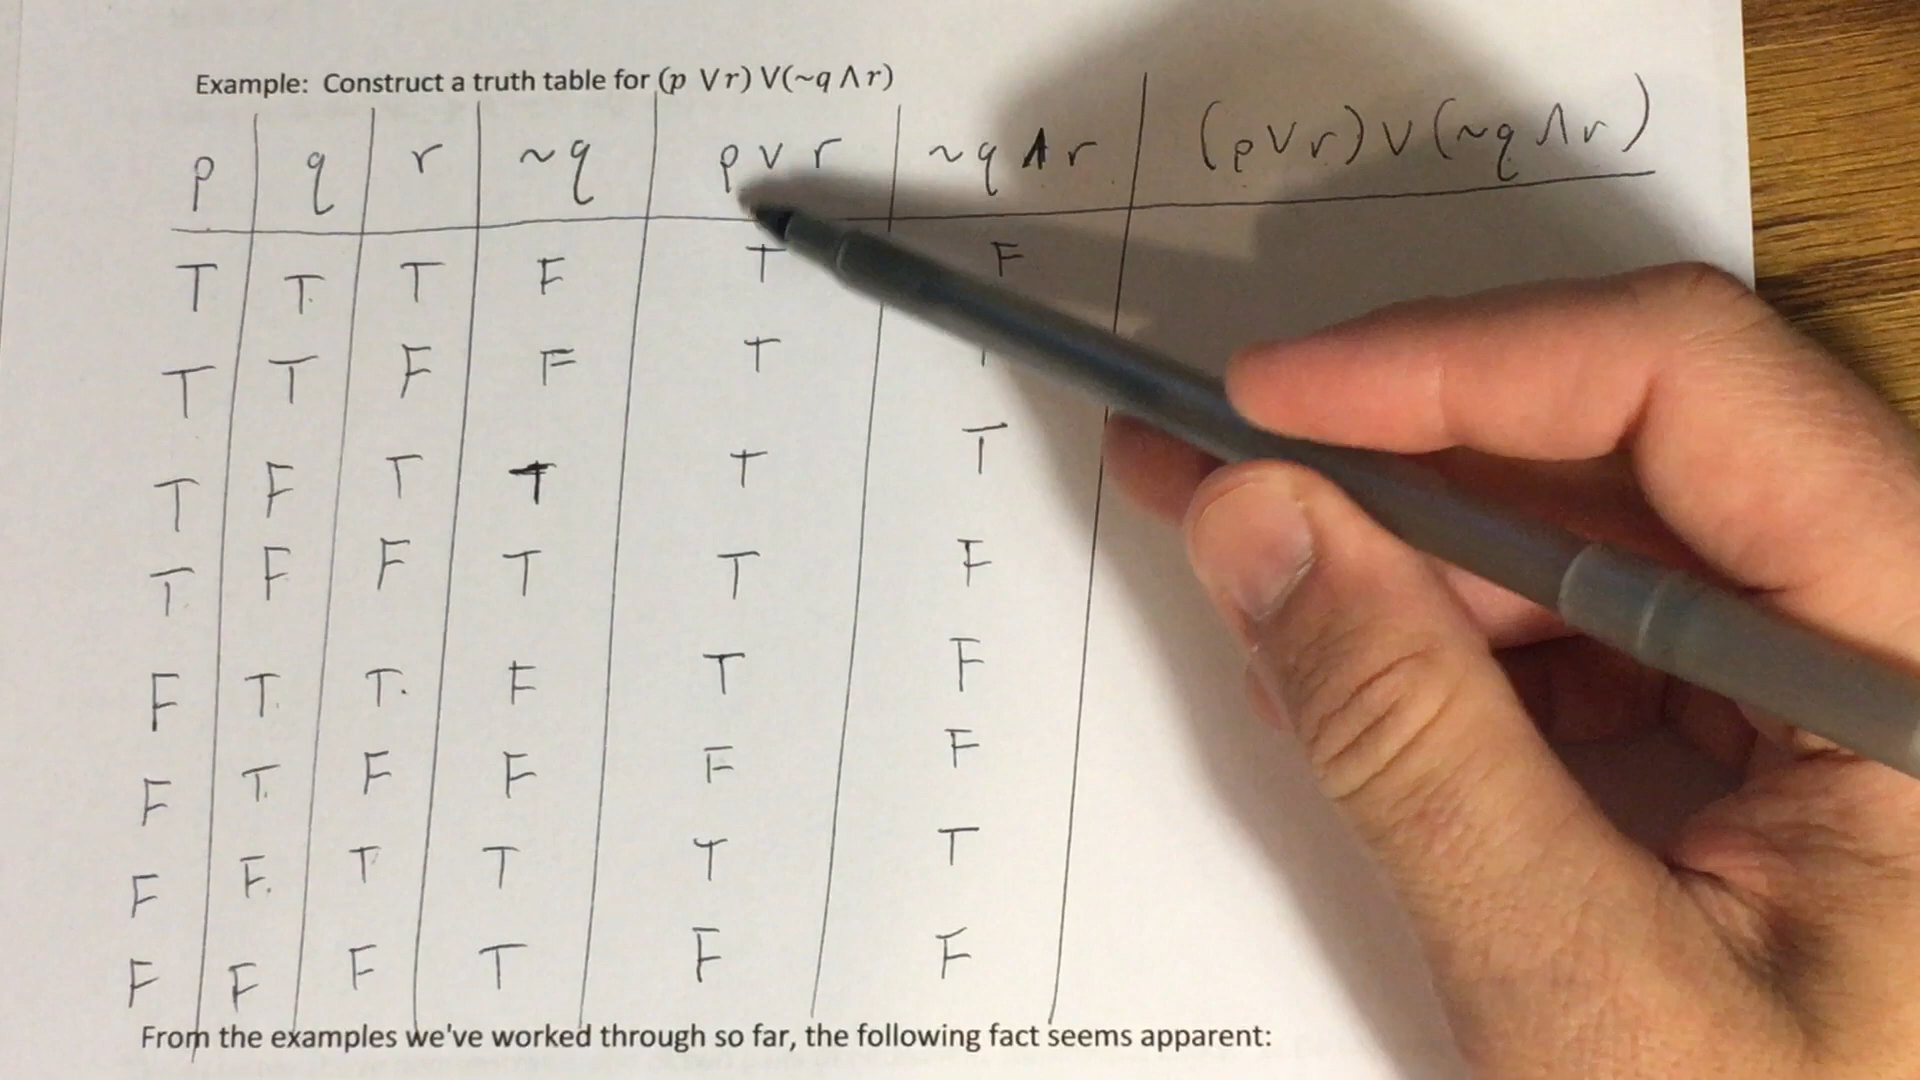 Example: Construct a truth table for (p ∨ r) ∨(~q ∧ r)
p q r ~q p ∨ r ~q ∧ r (p ∨ r) ∨ (~q ∧ r)
T T T F T F
T T F F T
T F T T T T
T F F T T F
F T T F T F
F T F F F F
F F T T T T
F F F T F F
From the examples we've worked through so far, the following fact seems apparent: